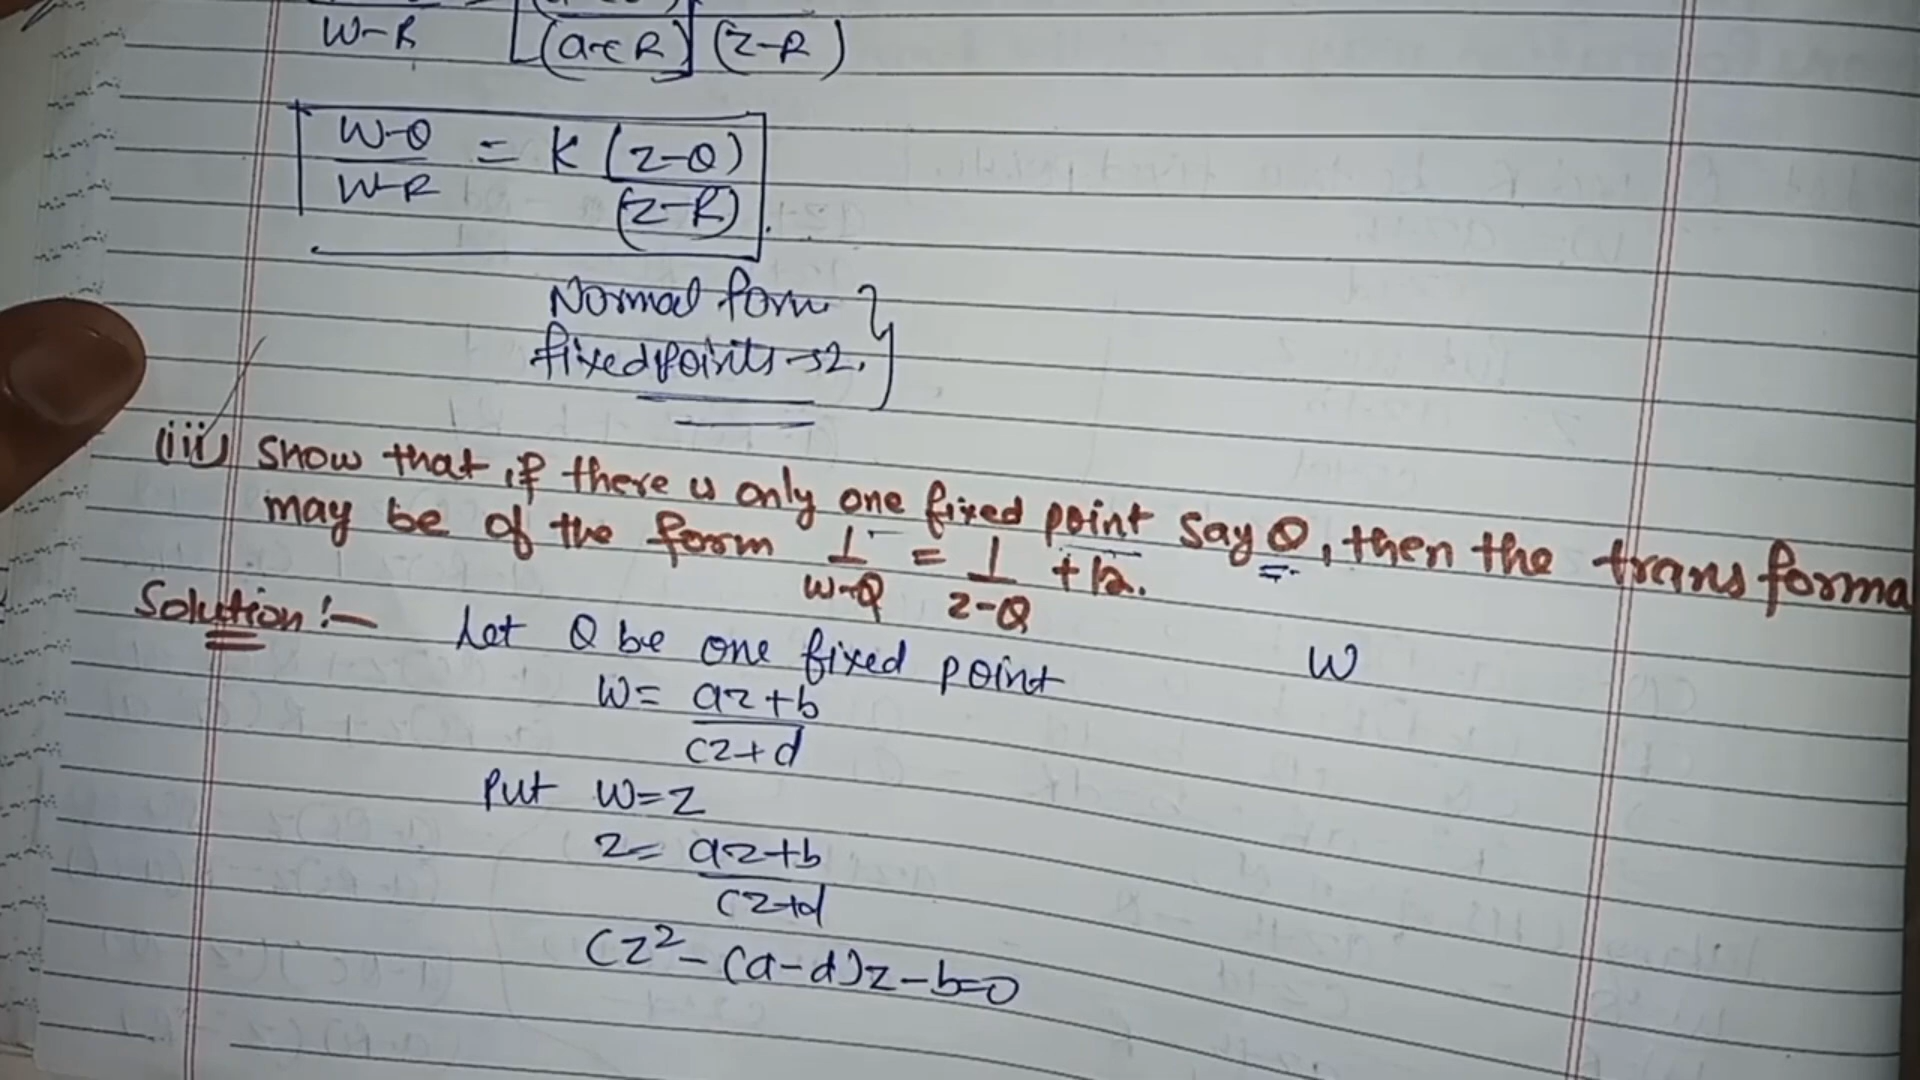 W-R [(a-cR)] (z-R)
W-Q = K (z-Q)
W-R (z-R)
Normal form }
fixed points → 2.
(iii) Show that if there is only one fixed point say Q, then the transforma
may be of the form 1 = 1 + k.
W-Q z-Q
Solution :- Let Q be one fixed point W
W = az+b
cz+d
Put W=z
z = az+b
cz+d
Cz² - (a-d)z - b=0